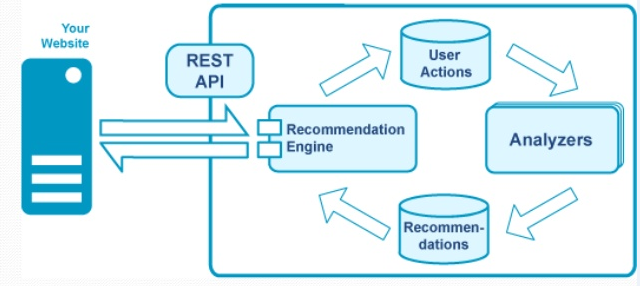 Your
Website
REST
API
User
Actions
Recommendation
Engine
Analyzers
Recommen-
dations